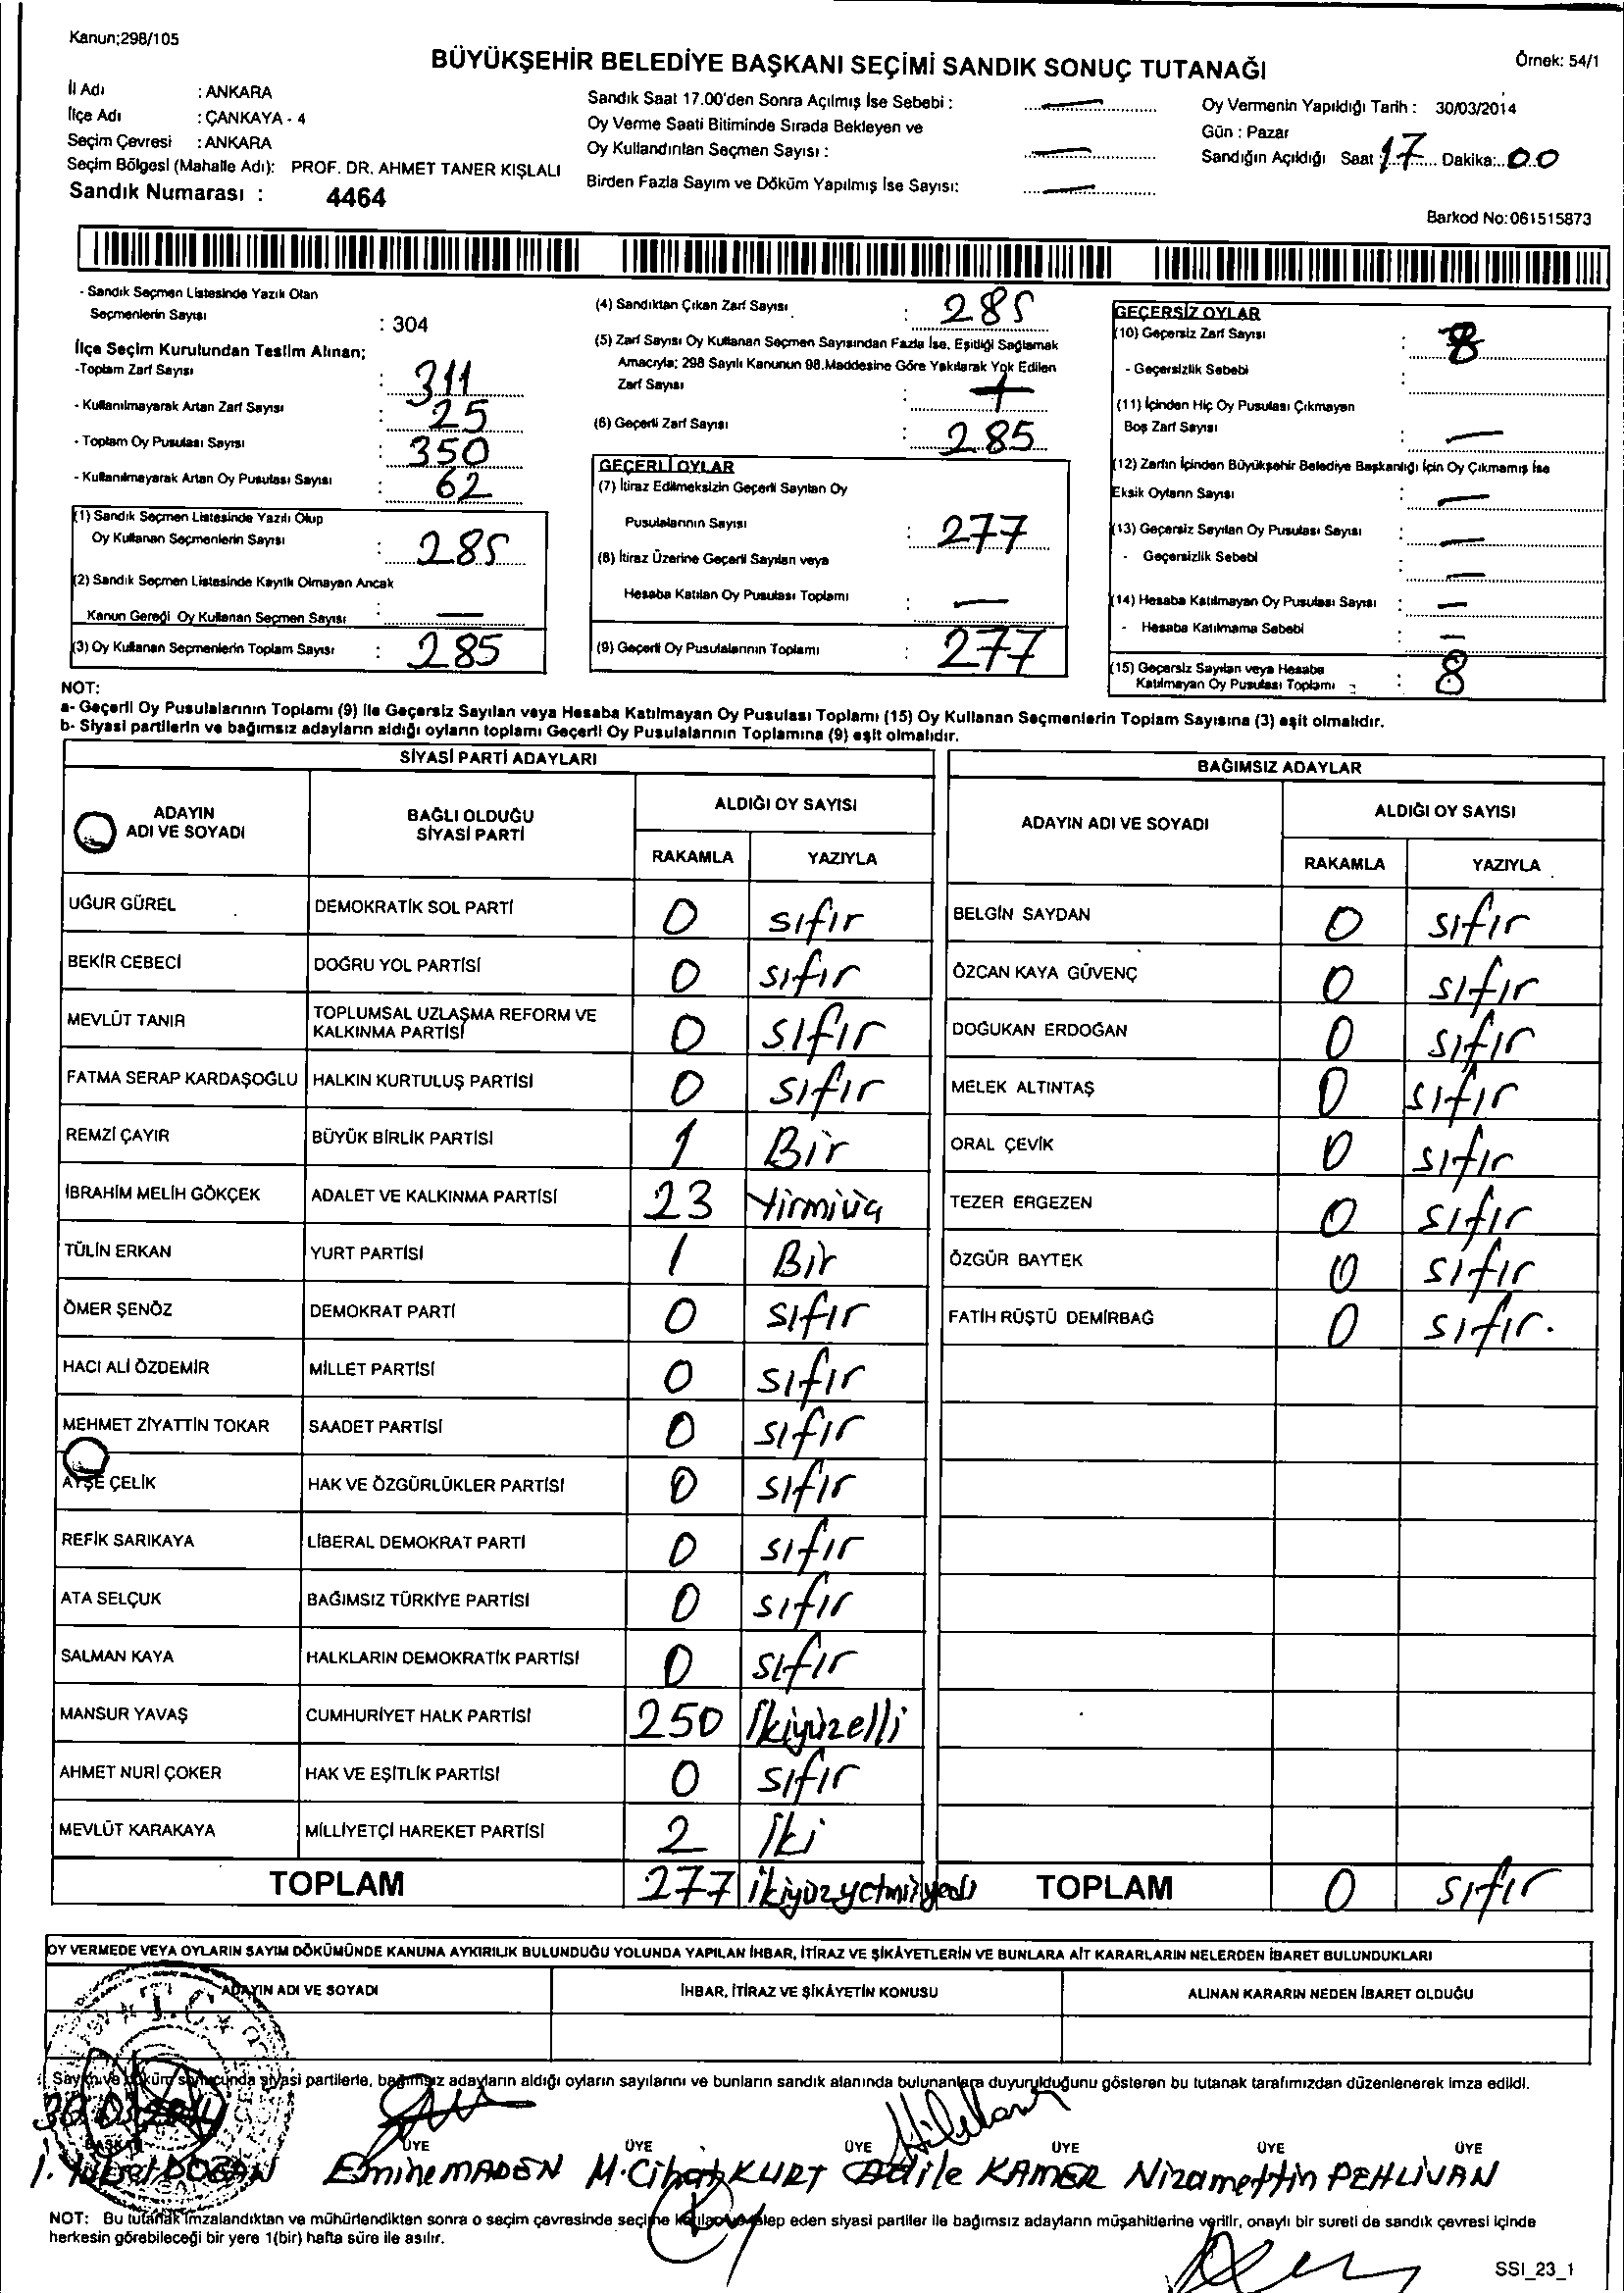 Kanun;298/105
BÜYÜKŞEHİR BELEDİYE BAŞKANI SEÇİMİ SANDIK SONUÇ TUTANAĞI
Örnek: 54/1
İl Adı : ANKARA
İlçe Adı : ÇANKAYA - 4
Seçim Çevresi : ANKARA
Seçim Bölgesi (Mahalle Adı): PROF. DR. AHMET TANER KIŞLALI
Sandık Numarası : 4464
Sandık Saat 17.00'den Sonra Açılmış İse Sebebi : —
Oy Verme Saati Bitiminde Sırada Bekleyen ve
Oy Kullandırılan Seçmen Sayısı : —
Birden Fazla Sayım ve Döküm Yapılmış İse Sayısı: —
Oy Vermenin Yapıldığı Tarih : 30/03/2014
Gün : Pazar
Sandığın Açıldığı Saat : 17 Dakika: 00
Barkod No:061515873
- Sandık Seçmen Listesinde Yazılı Olan
Seçmenlerin Sayısı : 304
İlçe Seçim Kurulundan Teslim Alınan;
-Toplam Zarf Sayısı : 311
- Kullanılmayarak Artan Zarf Sayısı : 25
- Toplam Oy Pusulası Sayısı : 350
- Kullanılmayarak Artan Oy Pusulası Sayısı : 62
(1) Sandık Seçmen Listesinde Yazılı Olup
Oy Kullanan Seçmenlerin Sayısı : 285
(2) Sandık Seçmen Listesinde Kayıtlı Olmayan Ancak
Kanun Gereği Oy Kullanan Seçmen Sayısı : —
(3) Oy Kullanan Seçmenlerin Toplam Sayısı : 285
(4) Sandıktan Çıkan Zarf Sayısı : 285
(5) Zarf Sayısı Oy Kullanan Seçmen Sayısından Fazla İse, Eşitliği Sağlamak
Amacıyla; 298 Sayılı Kanunun 98.Maddesine Göre Yakılarak Yok Edilen
Zarf Sayısı :
(6) Geçerli Zarf Sayısı : 285
GEÇERLİ OYLAR
(7) İtiraz Edilmeksizin Geçerli Sayılan Oy
Pusulalarının Sayısı : 277
(8) İtiraz Üzerine Geçerli Sayılan veya
Hesaba Katılan Oy Pusulası Toplamı : —
(9) Geçerli Oy Pusulalarının Toplamı : 277
GEÇERSİZ OYLAR
(10) Geçersiz Zarf Sayısı : 8
- Geçersizlik Sebebi :
(11) İçinden Hiç Oy Pusulası Çıkmayan
Boş Zarf Sayısı : —
(12) Zarfın İçinden Büyükşehir Belediye Başkanlığı İçin Oy Çıkmamış İse
Eksik Oyların Sayısı : —
(13) Geçersiz Sayılan Oy Pusulası Sayısı : —
- Geçersizlik Sebebi : —
(14) Hesaba Katılmayan Oy Pusulası Sayısı : —
- Hesaba Katılmama Sebebi : —
(15) Geçersiz Sayılan veya Hesaba
Katılmayan Oy Pusulası Toplamı : 8
NOT:
a- Geçerli Oy Pusulalarının Toplamı (9) ile Geçersiz Sayılan veya Hesaba Katılmayan Oy Pusulası Toplamı (15) Oy Kullanan Seçmenlerin Toplam Sayısına (3) eşit olmalıdır.
b- Siyasi partilerin ve bağımsız adayların aldığı oyların toplamı Geçerli Oy Pusulalarının Toplamına (9) eşit olmalıdır.
SİYASİ PARTİ ADAYLARI
ADAYIN ADI VE SOYADI BAĞLI OLDUĞU SİYASİ PARTİ ALDIĞI OY SAYISI
RAKAMLA YAZIYLA
UĞUR GÜREL DEMOKRATİK SOL PARTİ 0 sıfır
BEKİR CEBECİ DOĞRU YOL PARTİSİ 0 sıfır
MEVLÜT TANIR TOPLUMSAL UZLAŞMA REFORM VE KALKINMA PARTİSİ 0 sıfır
FATMA SERAP KARDAŞOĞLU HALKIN KURTULUŞ PARTİSİ 0 sıfır
REMZİ ÇAYIR BÜYÜK BİRLİK PARTİSİ 1 Bir
İBRAHİM MELİH GÖKÇEK ADALET VE KALKINMA PARTİSİ 23 Yirmiüç
TÜLİN ERKAN YURT PARTİSİ 1 Bir
ÖMER ŞENÖZ DEMOKRAT PARTİ 0 sıfır
HACI ALİ ÖZDEMİR MİLLET PARTİSİ 0 sıfır
MEHMET ZİYATTİN TOKAR SAADET PARTİSİ 0 sıfır
AYŞE ÇELİK HAK VE ÖZGÜRLÜKLER PARTİSİ 0 sıfır
REFİK SARIKAYA LİBERAL DEMOKRAT PARTİ 0 sıfır
ATA SELÇUK BAĞIMSIZ TÜRKİYE PARTİSİ 0 sıfır
SALMAN KAYA HALKLARIN DEMOKRATİK PARTİSİ 0 sıfır
MANSUR YAVAŞ CUMHURİYET HALK PARTİSİ 250 İkiyüzelli
AHMET NURİ ÇOKER HAK VE EŞİTLİK PARTİSİ 0 sıfır
MEVLÜT KARAKAYA MİLLİYETÇİ HAREKET PARTİSİ 2 İki
TOPLAM 277 ikiyüzyetmişyedi
BAĞIMSIZ ADAYLAR
ADAYIN ADI VE SOYADI ALDIĞI OY SAYISI
RAKAMLA YAZIYLA
BELGİN SAYDAN 0 sıfır
ÖZCAN KAYA GÜVENÇ 0 sıfır
DOĞUKAN ERDOĞAN 0 sıfır
MELEK ALTINTAŞ 0 sıfır
ORAL ÇEVİK 0 sıfır
TEZER ERGEZEN 0 sıfır
ÖZGÜR BAYTEK 0 sıfır
FATİH RÜŞTÜ DEMİRBAĞ 0 sıfır.
TOPLAM 0 sıfır
OY VERMEDE VEYA OYLARIN SAYIM DÖKÜMÜNDE KANUNA AYKIRILIK BULUNDUĞU YOLUNDA YAPILAN İHBAR, İTİRAZ VE ŞİKÂYETLERİN VE BUNLARA AİT KARARLARIN NELERDEN İBARET BULUNDUKLARI
ADAYIN ADI VE SOYADI İHBAR, İTİRAZ VE ŞİKÂYETİN KONUSU ALINAN KARARIN NEDEN İBARET OLDUĞU
Sayım ve döküm sonucunda siyasi partilerle, bağımsız adayların aldığı oyların sayılarını ve bunların sandık alanında bulunanlara duyurulduğunu gösteren bu tutanak tarafımızdan düzenlenerek imza edildi.
BAŞKAN ÜYE ÜYE ÜYE ÜYE ÜYE ÜYE
DOĞAN Emine MADEN M.Cihat KURT Adile KAMER Nizamettin PEHLİVAN
NOT: Bu tutanak imzalandıktan ve mühürlendikten sonra o seçim çevresinde seçime katılan ve talep eden siyasi partiler ile bağımsız adayların müşahitlerine verilir, onaylı bir sureti de sandık çevresi içinde
herkesin görebileceği bir yere 1(bir) hafta süre ile asılır.
SSI_23_1